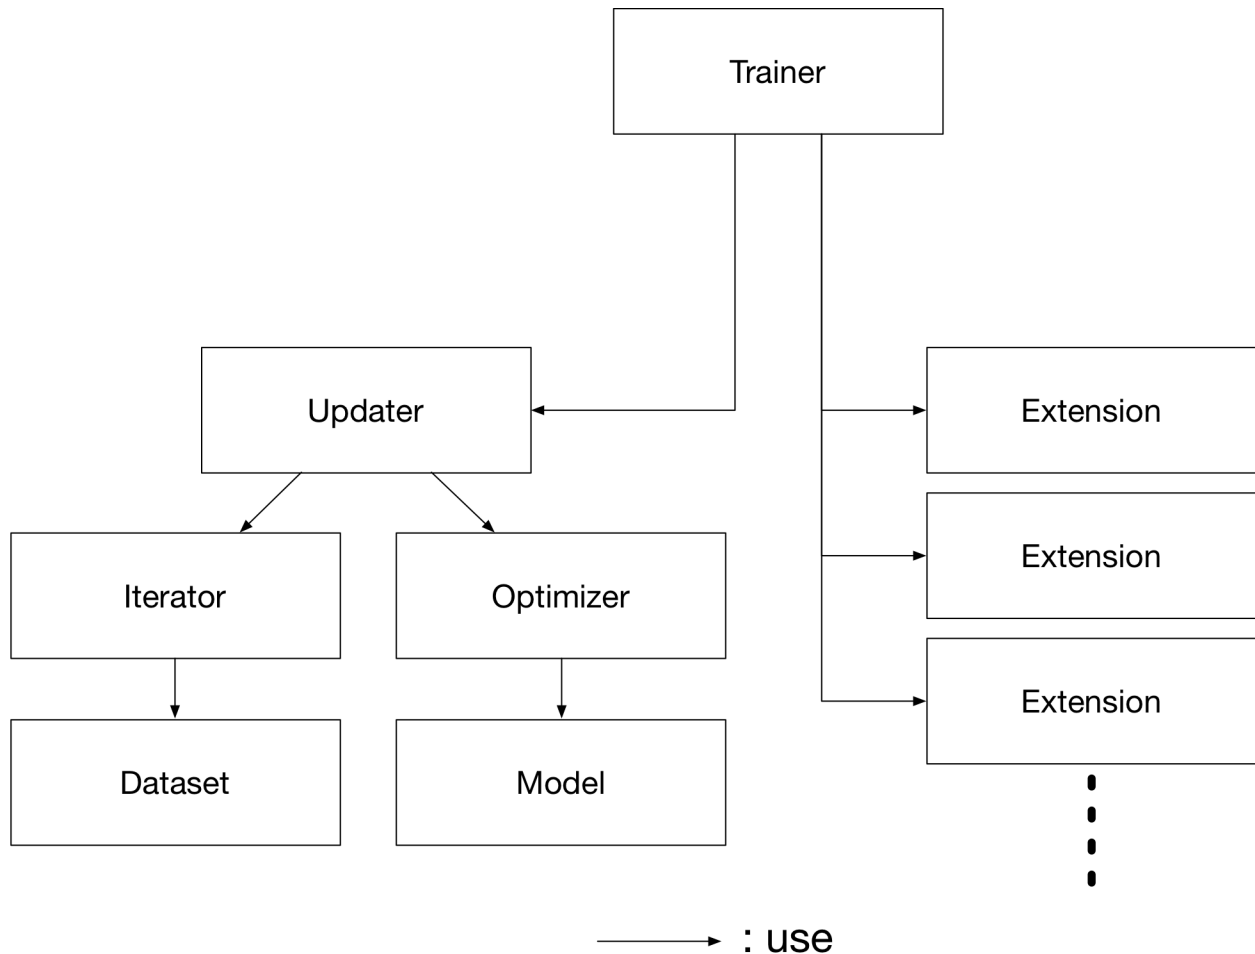 Trainer
Updater
Extension
Extension
Iterator
Optimizer
Extension
Dataset
Model
: use